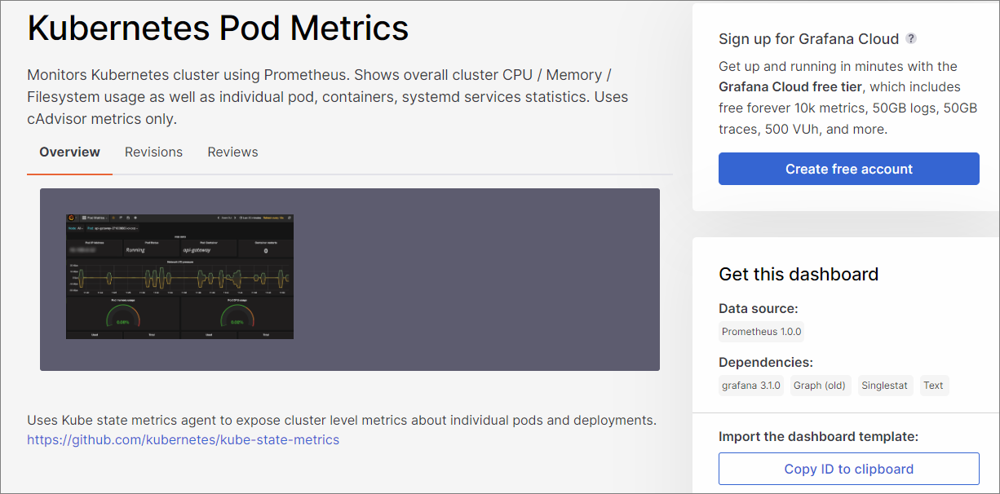 Kubernetes Pod Metrics
Monitors Kubernetes cluster using Prometheus. Shows overall cluster CPU / Memory /
Filesystem usage as well as individual pod, containers, systemd services statistics. Uses
cAdvisor metrics only.
Overview Revisions Reviews
Pod Metrics
Running
api-gateway
0
Uses Kube state metrics agent to expose cluster level metrics about individual pods and deployments.
https://github.com/kubernetes/kube-state-metrics
Sign up for Grafana Cloud ?
Get up and running in minutes with the
Grafana Cloud free tier, which includes
free forever 10k metrics, 50GB logs, 50GB
traces, 500 VUh, and more.
Create free account
Get this dashboard
Data source:
Prometheus 1.0.0
Dependencies:
grafana 3.1.0 Graph (old) Singlestat Text
Import the dashboard template:
Copy ID to clipboard